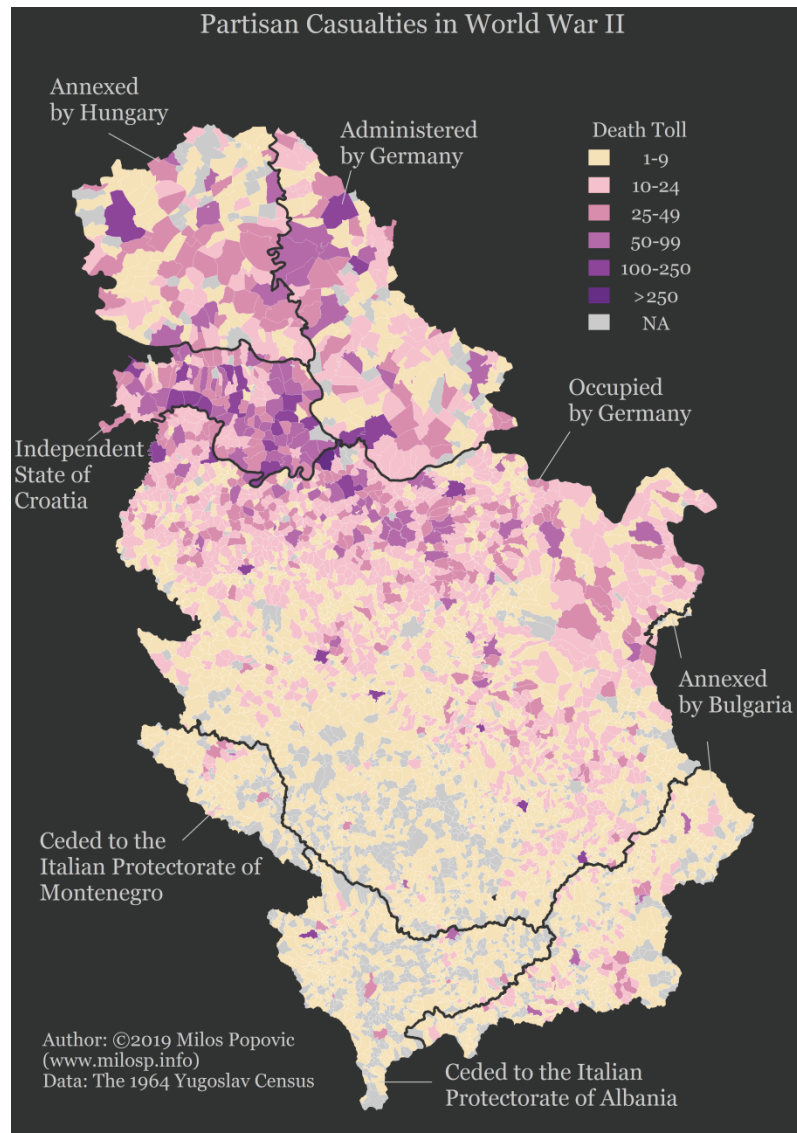 Partisan Casualties in World War II
Annexed
by Hungary
Administered
by Germany
Death Toll
1-9
10-24
25-49
50-99
100-250
>250
NA
Occupied
by Germany
Independent
State of
Croatia
Annexed
by Bulgaria
Ceded to the
Italian Protectorate of
Montenegro
Author: ©2019 Milos Popovic
(www.milosp.info)
Data: The 1964 Yugoslav Census
Ceded to the Italian
Protectorate of Albania